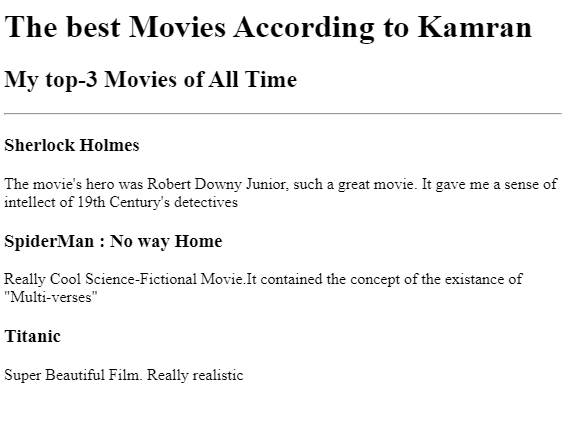 The best Movies According to Kamran
My top-3 Movies of All Time
Sherlock Holmes
The movie's hero was Robert Downy Junior, such a great movie. It gave me a sense of
intellect of 19th Century's detectives
SpiderMan : No way Home
Really Cool Science-Fictional Movie.It contained the concept of the existance of
"Multi-verses"
Titanic
Super Beautiful Film. Really realistic